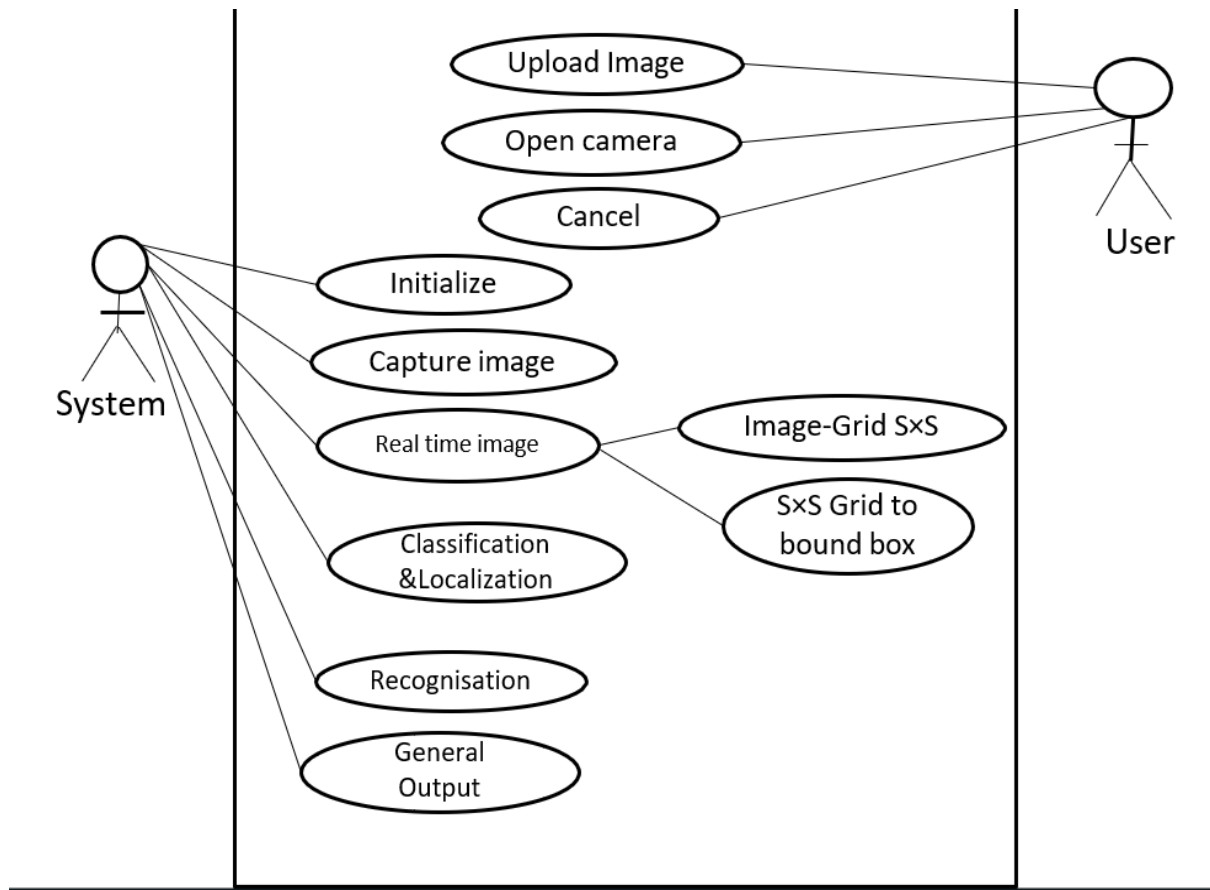 Upload Image
Open camera
Cancel
User
Initialize
Capture image
System
Real time image
Image-Grid S×S
S×S Grid to
bound box
Classification
&Localization
Recognisation
General
Output